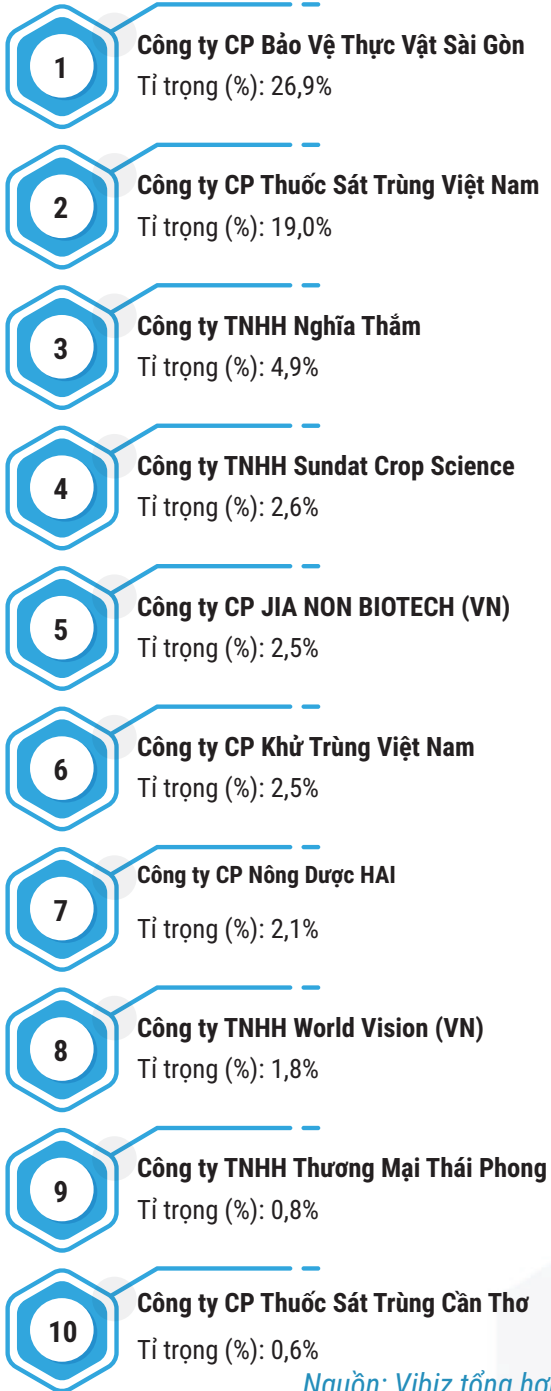 1
Công ty CP Bảo Vệ Thực Vật Sài Gòn
Tỉ trọng (%): 26,9%
2
Công ty CP Thuốc Sát Trùng Việt Nam
Tỉ trọng (%): 19,0%
3
Công ty TNHH Nghĩa Thắm
Tỉ trọng (%): 4,9%
4
Công ty TNHH Sundat Crop Science
Tỉ trọng (%): 2,6%
5
Công ty CP JIA NON BIOTECH (VN)
Tỉ trọng (%): 2,5%
6
Công ty CP Khử Trùng Việt Nam
Tỉ trọng (%): 2,5%
7
Công ty CP Nông Dược HAI
Tỉ trọng (%): 2,1%
8
Công ty TNHH World Vision (VN)
Tỉ trọng (%): 1,8%
9
Công ty TNHH Thương Mại Thái Phong
Tỉ trọng (%): 0,8%
10
Công ty CP Thuốc Sát Trùng Cần Thơ
Tỉ trọng (%): 0,6%
Nguồn: Vibiz tổng